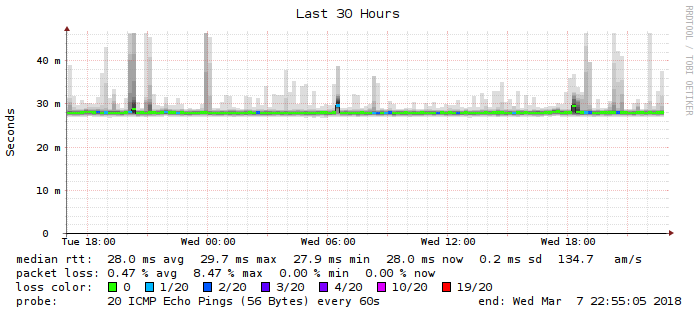 Last 30 Hours
RRDTOOL / TOBI OETIKER
Seconds
40 m
30 m
20 m
10 m
0
Tue 18:00 Wed 00:00 Wed 06:00 Wed 12:00 Wed 18:00
median rtt: 28.0 ms avg 29.7 ms max 27.9 ms min 28.0 ms now 0.2 ms sd 134.7 am/s
packet loss: 0.47 % avg 8.47 % max 0.00 % min 0.00 % now
loss color: 0 1/20 2/20 3/20 4/20 10/20 19/20
probe: 20 ICMP Echo Pings (56 Bytes) every 60s end: Wed Mar 7 22:55:05 2018